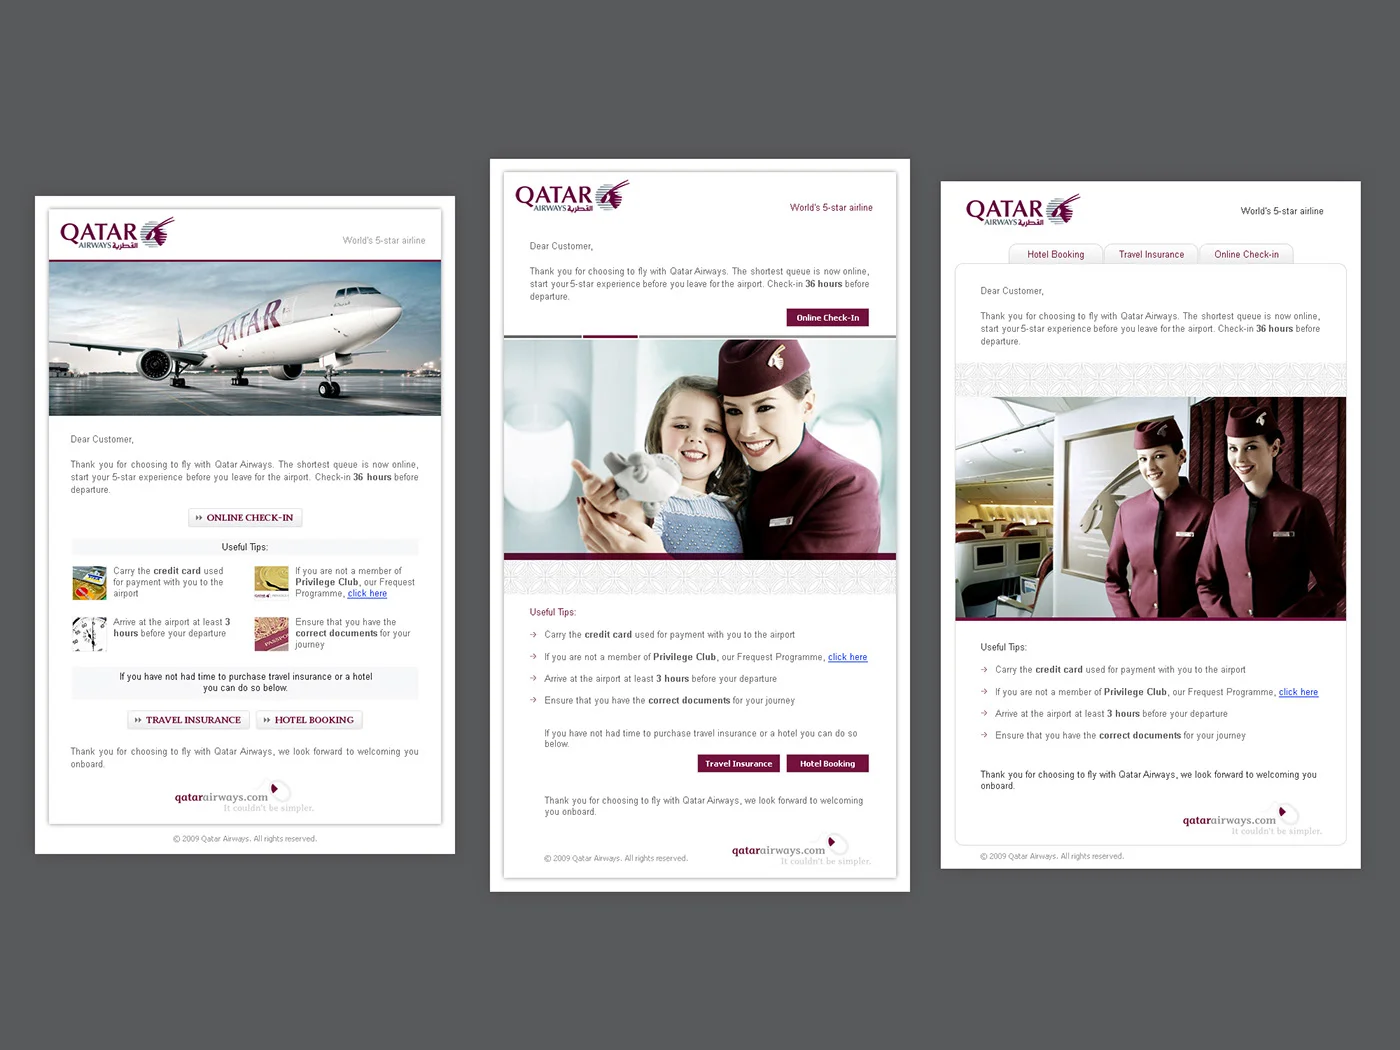 QATAR
AIRWAYS القطرية
World's 5-star airline
QATAR
Dear Customer,
Thank you for choosing to fly with Qatar Airways. The shortest queue is now online,
start your 5-star experience before you leave for the airport. Check-in 36 hours before
departure.
ONLINE CHECK-IN
Useful Tips:
Carry the credit card used
for payment with you to the
airport
If you are not a member of
Privilege Club, our Frequest
Programme, click here
Arrive at the airport at least 3
hours before your departure
Ensure that you have the
correct documents for your
journey
PASSPO
If you have not had time to purchase travel insurance or a hotel
you can do so below.
TRAVEL INSURANCE
HOTEL BOOKING
Thank you for choosing to fly with Qatar Airways, we look forward to welcoming you
onboard.
qatarairways.com
It couldn't be simpler.
© 2009 Qatar Airways. All rights reserved.
QATAR
AIRWAYS القطرية
World's 5-star airline
Dear Customer,
Thank you for choosing to fly with Qatar Airways. The shortest queue is now online,
start your 5-star experience before you leave for the airport. Check-in 36 hours before
departure.
Online Check-In
Useful Tips:
Carry the credit card used for payment with you to the airport
If you are not a member of Privilege Club, our Frequest Programme, click here
Arrive at the airport at least 3 hours before your departure
Ensure that you have the correct documents for your journey
If you have not had time to purchase travel insurance or a hotel you can do so
below.
Travel Insurance
Hotel Booking
Thank you for choosing to fly with Qatar Airways, we look forward to welcoming
you onboard.
© 2009 Qatar Airways. All rights reserved.
qatarairways.com
It couldn't be simpler.
QATAR
AIRWAYS القطرية
World's 5-star airline
Hotel Booking
Travel Insurance
Online Check-in
Dear Customer,
Thank you for choosing to fly with Qatar Airways. The shortest queue is now online,
start your 5-star experience before you leave for the airport. Check-in 36 hours before
departure.
Useful Tips:
Carry the credit card used for payment with you to the airport
If you are not a member of Privilege Club, our Frequest Programme, click here
Arrive at the airport at least 3 hours before your departure
Ensure that you have the correct documents for your journey
Thank you for choosing to fly with Qatar Airways, we look forward to welcoming you
onboard.
qatarairways.com
It couldn't be simpler.
© 2009 Qatar Airways. All rights reserved.